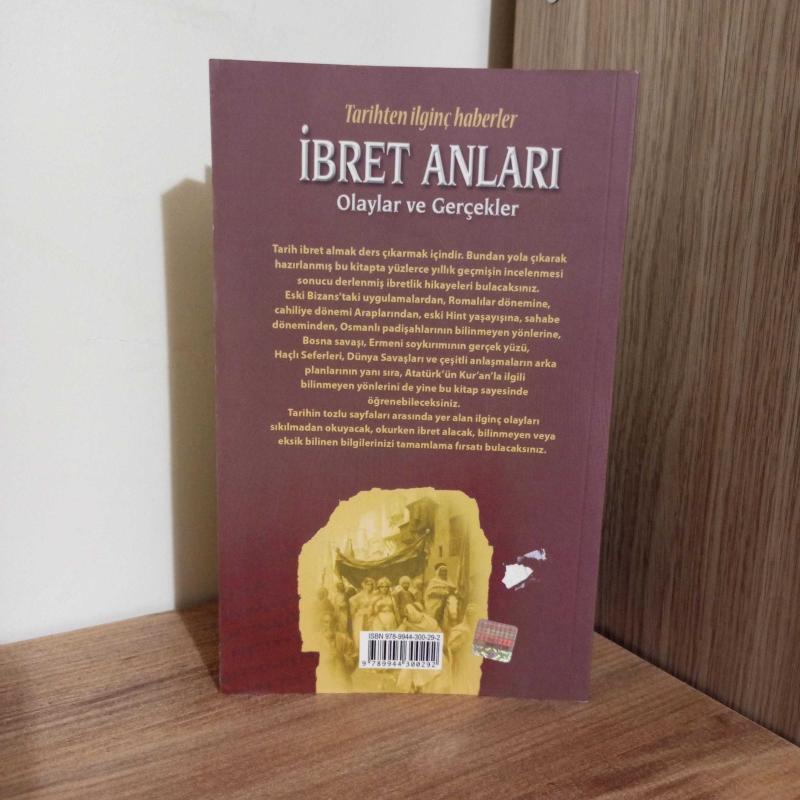 Tarihten ilginç haberler
İBRET ANLARI
Olaylar ve Gerçekler
Tarih ibret almak ders çıkarmak içindir. Bundan yola çıkarak
hazırlanmış bu kitapta yüzlerce yıllık geçmişin incelenmesi
sonucu derlenmiş ibretlik hikayeleri bulacaksınız.
Eski Bizans'taki uygulamalardan, Romalılar dönemine,
cahiliye dönemi Araplarından, eski Hint yaşayışına, sahabe
döneminden, Osmanlı padişahlarının bilinmeyen yönlerine,
Bosna savaşı, Ermeni soykırımının gerçek yüzü,
Haçlı Seferleri, Dünya Savaşları ve çeşitli anlaşmaların arka
planlarının yanı sıra, Atatürk'ün Kur'an'la ilgili
bilinmeyen yönlerini de yine bu kitap sayesinde
öğrenebileceksiniz.
Tarihin tozlu sayfaları arasında yer alan ilginç olayları
sıkılmadan okuyacak, okurken ibret alacak, bilinmeyen veya
eksik bilinen bilgilerinizi tamamlama fırsatı bulacaksınız.
ISBN 978-9944-300-29-2
9 789944 300292